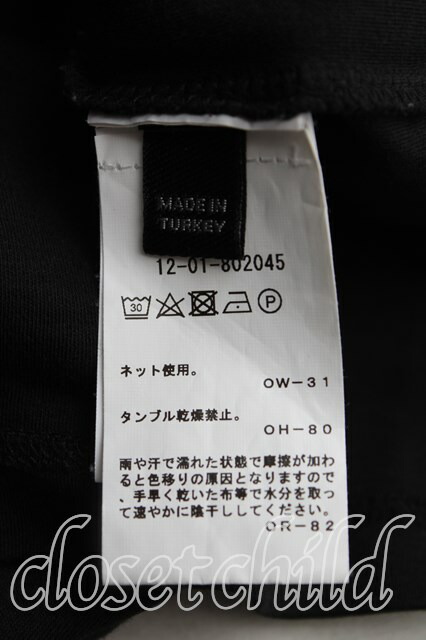 MADE IN
TURKEY
12-01-802045
30 P
ネット使用。
OW-31
タンブル乾燥禁止。
OH-80
雨や汗で濡れた状態で摩擦が加わ
ると色移りの原因となりますので
、手早く乾いた布等で水分を取っ
て速やかに陰干ししてください。
OR-82
closet child